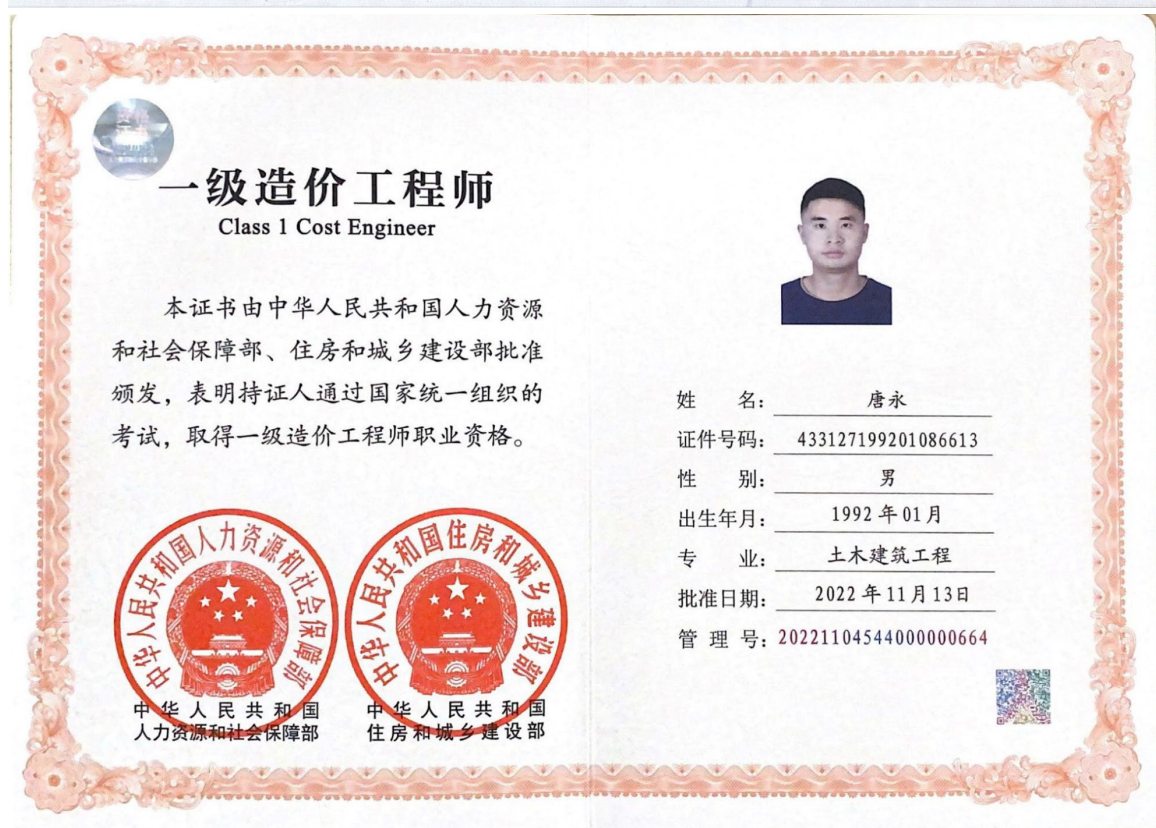 一级造价工程师
Class 1 Cost Engineer
本证书由中华人民共和国人力资源
和社会保障部、住房和城乡建设部批准
颁发，表明持证人通过国家统一组织的
考试，取得一级造价工程师职业资格。
中华人民共和国人力资源和社会保障部
中华人民共和国住房和城乡建设部
中华人民共和国
人力资源和社会保障部
中华人民共和国
住房和城乡建设部
姓 名： 唐永
证件号码： 433127199201086613
性 别： 男
出生年月： 1992年01月
专 业： 土木建筑工程
批准日期： 2022年11月13日
管 理 号：20221104544000000664